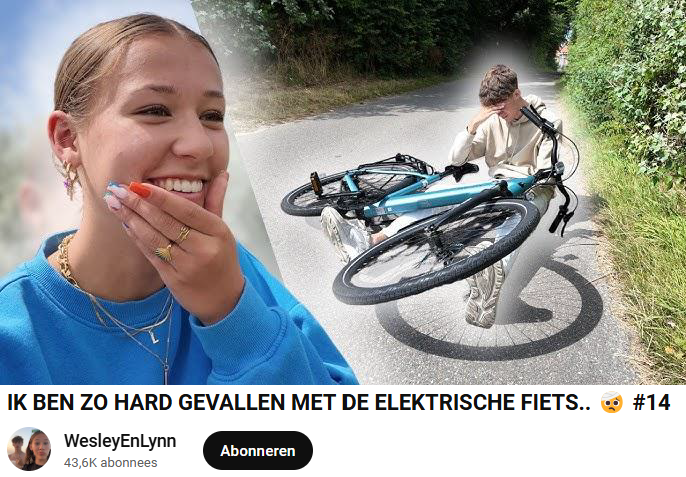 L
IK BEN ZO HARD GEVALLEN MET DE ELEKTRISCHE FIETS.. 🤕 #14
WesleyEnLynn
43,6K abonnees
Abonneren